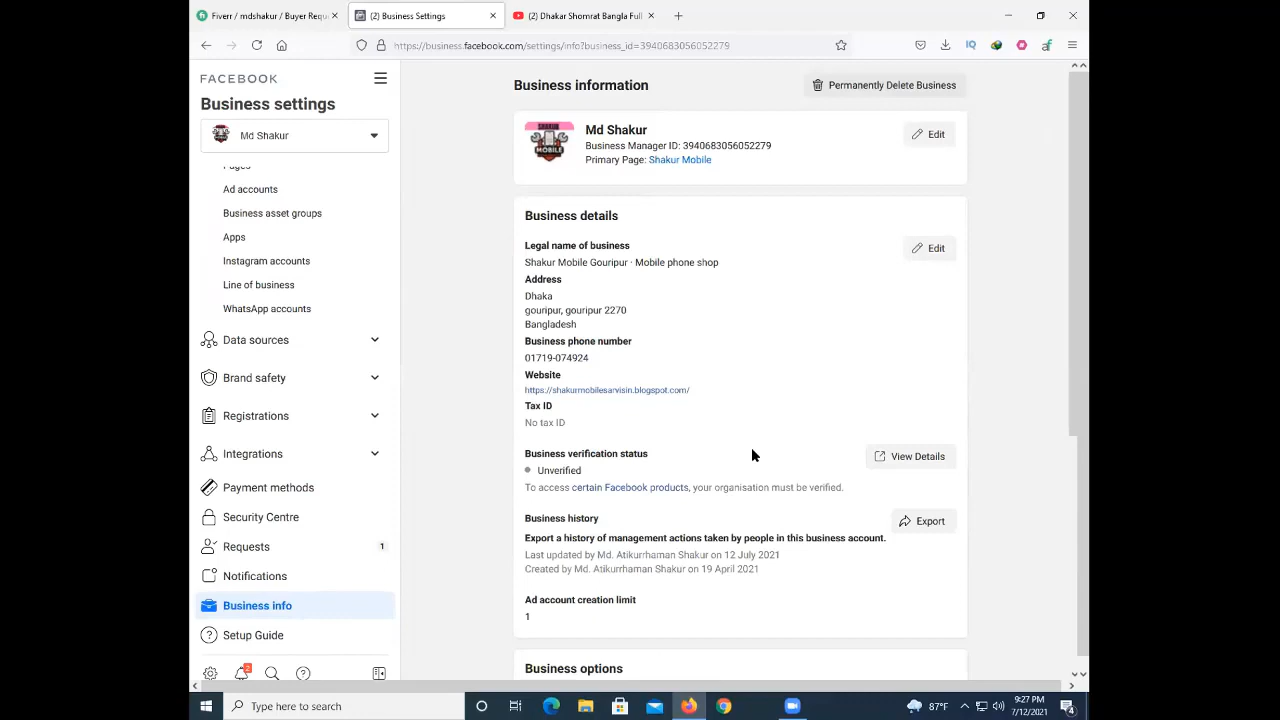 Fiverr / mdshakur / Buyer Requ
(2) Business Settings
(2) Dhakar Shomrat Bangla Full
https://business.facebook.com/settings/info?business_id=3940683056052279
FACEBOOK
Business settings
Md Shakur
Pages
Ad accounts
Business asset groups
Apps
Instagram accounts
Line of business
WhatsApp accounts
Data sources
Brand safety
Registrations
Integrations
Payment methods
Security Centre
Requests 1
Notifications
Business info
Setup Guide
2
Business information
Permanently Delete Business
SHAKUR
MOBILE
Md Shakur
Edit
Business Manager ID: 3940683056052279
Primary Page: Shakur Mobile
Business details
Legal name of business
Edit
Shakur Mobile Gouripur · Mobile phone shop
Address
Dhaka
gouripur, gouripur 2270
Bangladesh
Business phone number
01719-074924
Website
https://shakurmobilesarvisin.blogspot.com/
Tax ID
No tax ID
Business verification status
View Details
Unverified
To access certain Facebook products, your organisation must be verified.
Business history
Export
Export a history of management actions taken by people in this business account.
Last updated by Md. Atikurrhaman Shakur on 12 July 2021
Created by Md. Atikurrhaman Shakur on 19 April 2021
Ad account creation limit
1
Business options
Type here to search
87°F
9:27 PM
7/12/2021
4